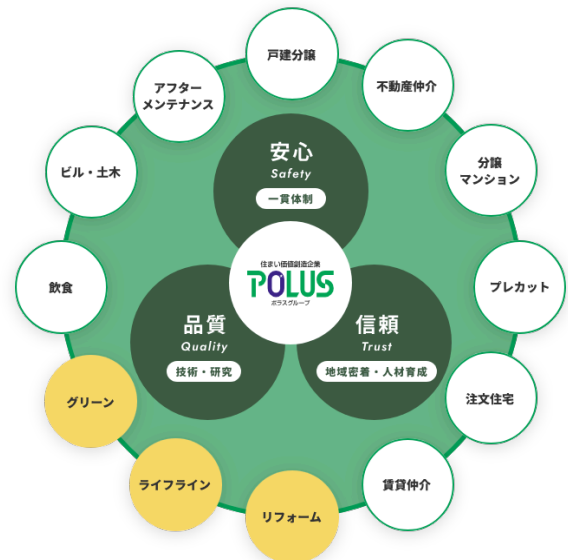 戸建分譲
不動産仲介
分譲
マンション
プレカット
注文住宅
賃貸仲介
リフォーム
ライフライン
グリーン
飲食
ビル・土木
アフター
メンテナンス
安心
Safety
一貫体制
住まい価値創造企業
POLUS
ポラスグループ
品質
Quality
技術・研究
信頼
Trust
地域密着・人材育成